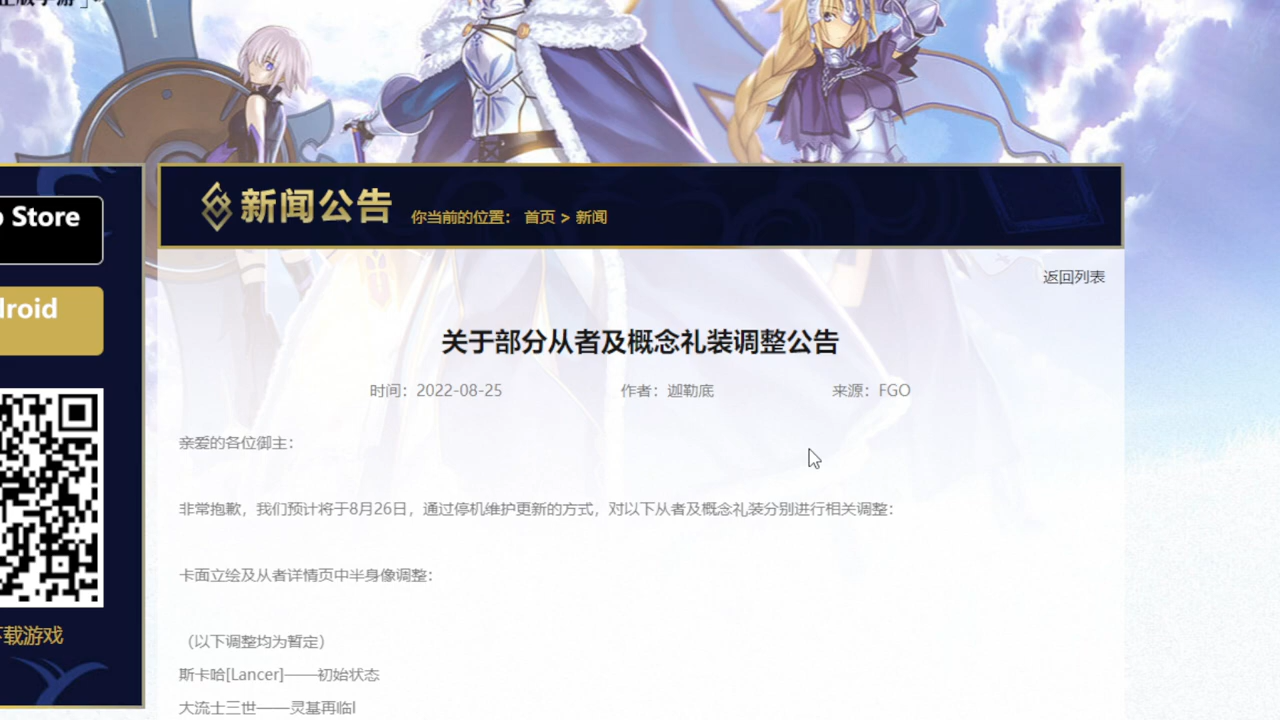 正版手游」
p Store
droid
下载游戏
新闻公告
你当前的位置： 首页 > 新闻
返回列表
关于部分从者及概念礼装调整公告
时间：2022-08-25 作者：迦勒底 来源：FGO
亲爱的各位御主：
非常抱歉，我们预计将于8月26日，通过停机维护更新的方式，对以下从者及概念礼装分别进行相关调整：
卡面立绘及从者详情页中半身像调整：
（以下调整均为暂定）
斯卡哈[Lancer]——初始状态
大流士三世——灵基再临I